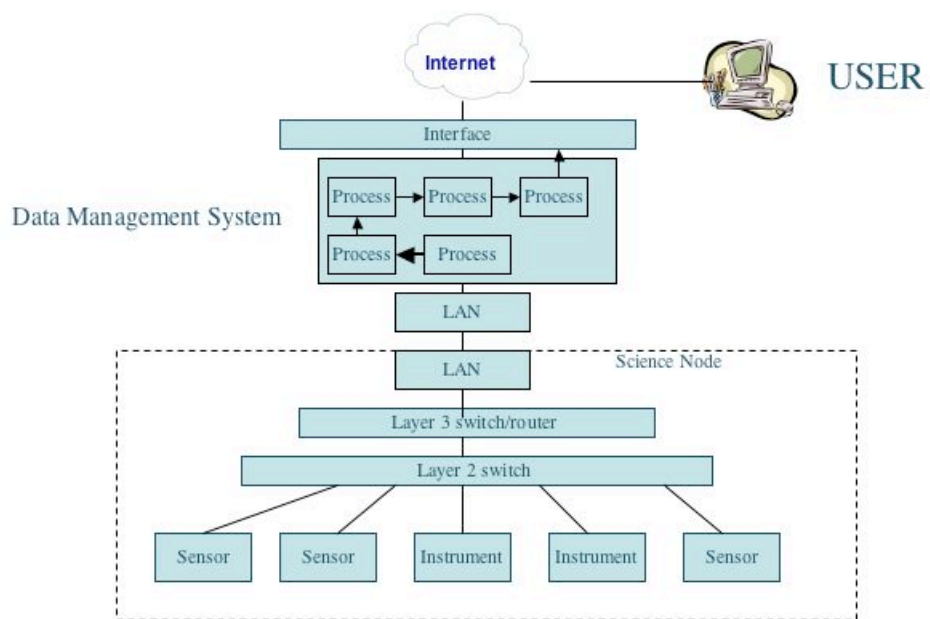 Internet
USER
Interface
Process Process Process
Data Management System
Process Process
LAN
LAN
Science Node
Layer 3 switch/router
Layer 2 switch
Sensor Sensor Instrument Instrument Sensor